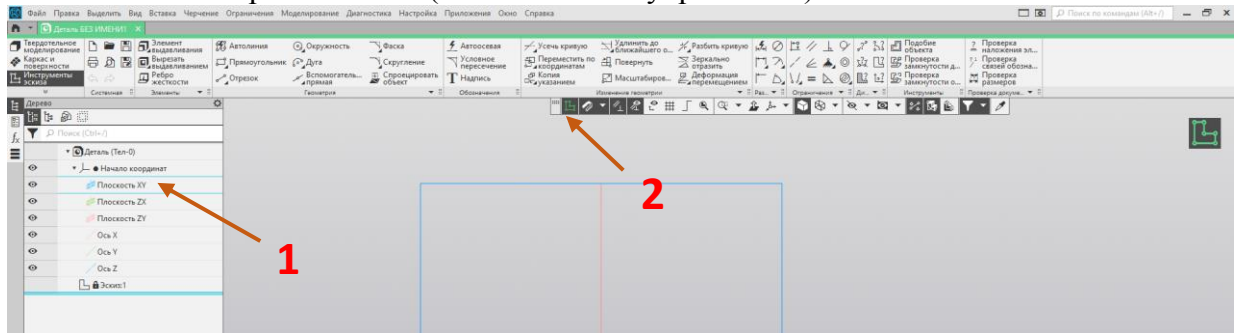 Файл Правка Выделить Вид Вставка Черчение Ограничения Моделирование Диагностика Настройка Приложения Окно Справка Поиск по командам (Alt+/)
Деталь БЕЗ ИМЕНИ1
Твердотельное моделирование
Каркас и поверхности
Инструменты эскиза
Элемент выдавливания
Вырезать выдавливанием
Ребро жесткости
Автолиния
Прямоугольник
Отрезок
Окружность
Дуга
Вспомогатель... прямая
Фаска
Скругление
Спроецировать объект
Автоосевая
Условное пересечение
Надпись
Усечь кривую
Переместить по координатам
Копия указанием
Удлинить до ближайшего о...
Повернуть
Масштабиров...
Разбить кривую
Зеркально отразить
Деформация перемещением
Подобие объекта
Проверка замкнутости д...
Проверка замкнутости о...
Проверка наложения эл...
Проверка связей обозна...
Проверка размеров
Системная Элементы Геометрия Обозначения Изменение геометрии Раз... Ограничения Ди... Инструменты Проверка докуме...
Дерево
Поиск (Ctrl+/)
Деталь (Тел-0)
Начало координат
Плоскость XY
Плоскость ZX
Плоскость ZY
Ось X
Ось Y
Ось Z
Эскиз:1
1
2